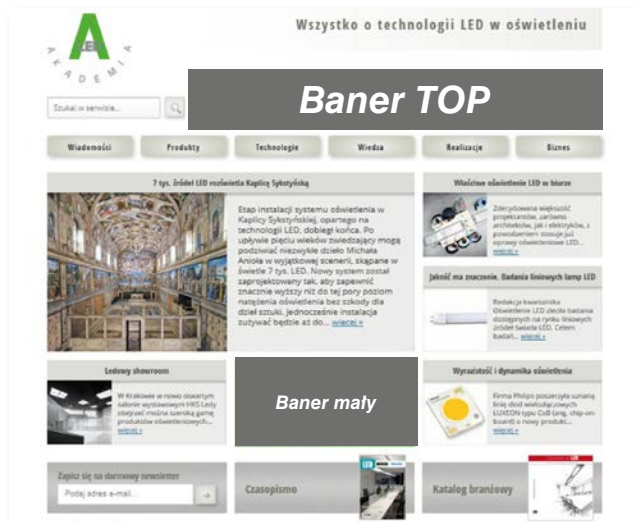 Wszystko o technologii LED w oświetleniu
A
LED
AKADEMIA
Szukaj w serwisie...
Baner TOP
Wiadomości
Produkty
Technologie
Wiedza
Realizacje
Biznes
7 tys. źródeł LED rozświetla Kaplicę Sykstyńską
Etap instalacji systemu oświetlenia w
Kaplicy Sykstyńskiej, opartego na
technologii LED, dobiegł końca. Po
upływie pięciu wieków zwiedzający mogą
podziwiać niezwykłe dzieło Michała
Anioła w wyjątkowej scenerii, skąpane w
świetle 7 tys. LED. Nowy system został
zaprojektowany tak, aby zapewnić
znacznie wyższy niż do tej pory poziom
natężenia oświetlenia bez szkody dla
dzieł sztuki. Jednocześnie instalacja
zużywać będzie aż do... więcej »
Właściwe oświetlenie LED w biurze
Zdecydowana większość
projektantów, zarówno
architektów, jak i elektryków, z
powodzeniem stosuje już
oprawy oświetleniowe LED...
więcej »
Jakość ma znaczenie. Badania liniowych lamp LED
Redakcja kwartalnika
Oświetlenie LED zleciła badania
dostępnych na rynku liniowych
źródeł światła LED. Celem
badań... więcej »
Ledowy showroom
W Krakowie w nowo otwartym
salonie wystawowym HKS Ledy
obejrzeć można szeroką gamę
produktów oświetleniowych...
więcej »
Baner mały
Wyrazistość i dynamika oświetlenia
Firma Philips poszerzyła uznaną
linię diod wielozłączowych
LUXEON typu CoB (ang. chip-on-
board) o nowy produkt...
więcej »
Zapisz się na darmowy newsletter
Podaj adres e-mail...
Czasopismo
LED
Katalog branżowy